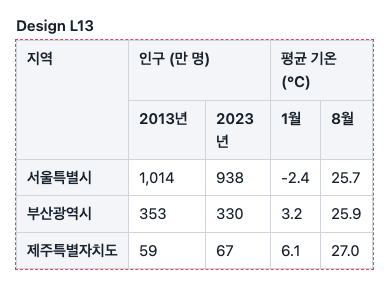 Design L13
지역 인구 (만 명) 평균 기온
(°C)
2013년 2023
년 1월 8월
서울특별시 1,014 938 -2.4 25.7
부산광역시 353 330 3.2 25.9
제주특별자치도 59 67 6.1 27.0